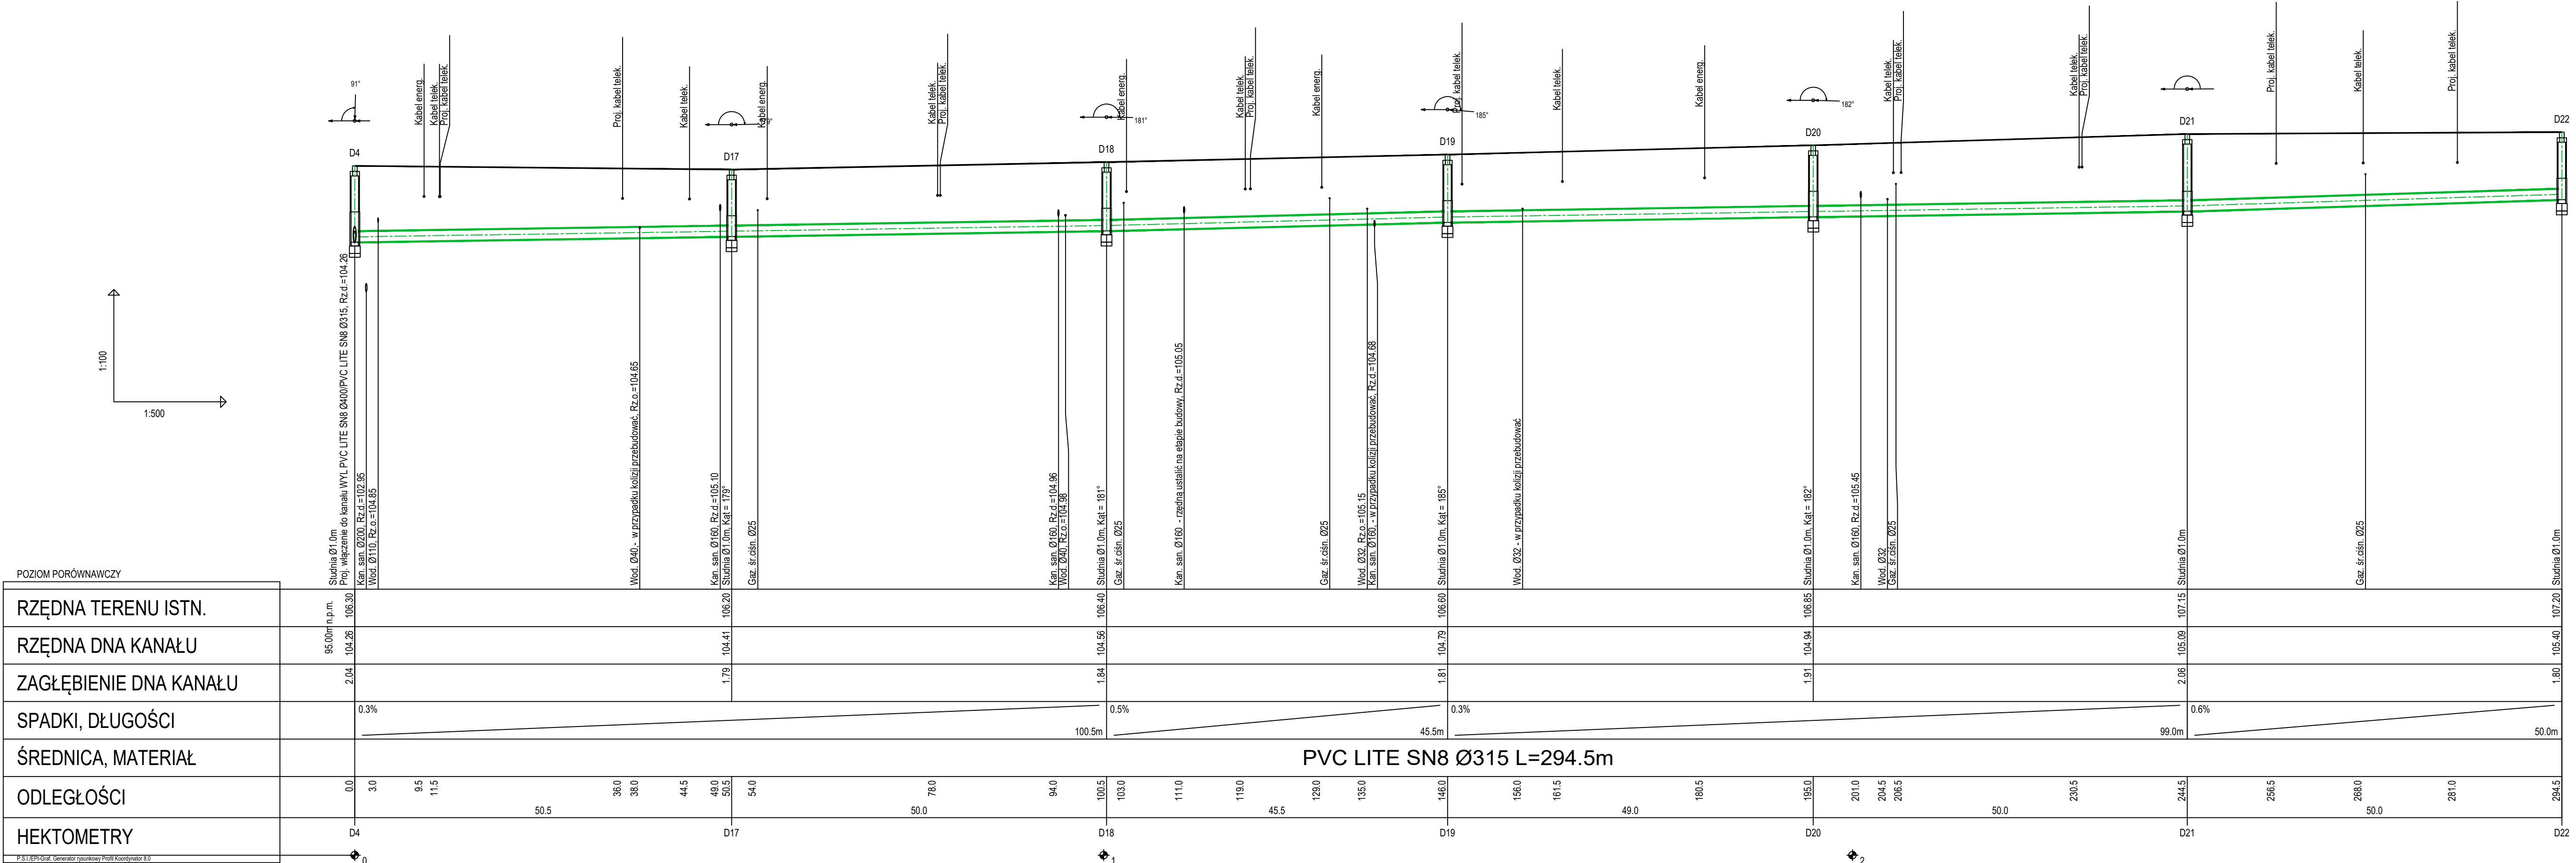 91°
Kabel energ.
Kabel telek.
Proj. kabel telek.
Proj. kabel telek.
Kabel telek.
Kabel energ.
Kabel telek.
Proj. kabel telek.
Kabel energ.
Kabel telek.
Proj. kabel telek.
Kabel energ.
Proj. kabel telek.
Kabel telek.
Kabel energ.
Kabel telek.
Proj. kabel telek.
Kabel telek.
Proj. kabel telek.
Proj. kabel telek.
Kabel telek.
Proj. kabel telek.
179°
181°
185°
182°
D4
D17
D18
D19
D20
D21
D22
1:100
1:500
Studnia Ø1.0m
Proj. włączenie do kanału WYL PVC LITE SN8 Ø400/PVC LITE SN8 Ø315, Rz.d.=104.26
Kan. san. Ø200, Rz.d.=102.95
Wod. Ø110, Rz.o.=104.85
Wod. Ø40,- w przypadku kolizji przebudować, Rz.o.=104.65
Kan. san. Ø160, Rz.d.=105.10
Studnia Ø1.0m, Kąt = 179°
Gaz. śr.ciśn. Ø25
Kan. san. Ø160, Rz.d.=104.96
Wod. Ø40, Rz.o.=104.98
Studnia Ø1.0m, Kąt = 181°
Gaz. śr.ciśn. Ø25
Kan. san. Ø160 - rzędną ustalić na etapie budowy, Rz.d.=105.05
Gaz. śr.ciśn. Ø25
Wod. Ø32, Rz.o.=105.15
Kan. san. Ø160, - w przypadku kolizji przebudować, Rz.d.=104.68
Studnia Ø1.0m, Kąt = 185°
Wod. Ø32 - w przypadku kolizji przebudować
Studnia Ø1.0m, Kąt = 182°
Kan. san. Ø160, Rz.d.=105.45
Wod. Ø32
Gaz. śr.ciśn. Ø25
Studnia Ø1.0m
Gaz. śr.ciśn. Ø25
Studnia Ø1.0m
POZIOM PORÓWNAWCZY
95.00m n.p.m.
RZĘDNA TERENU ISTN.
106.30 106.20 106.40 106.60 106.85 107.15 107.20
RZĘDNA DNA KANAŁU
104.26 104.41 104.56 104.79 104.94 105.09 105.40
ZAGŁĘBIENIE DNA KANAŁU
2.04 1.79 1.84 1.81 1.91 2.06 1.80
SPADKI, DŁUGOŚCI
0.3% 0.5% 0.3% 0.6%
100.5m 45.5m 99.0m 50.0m
ŚREDNICA, MATERIAŁ
PVC LITE SN8 Ø315 L=294.5m
ODLEGŁOŚCI
0.0 3.0 9.5 11.5 36.0 38.0 44.5 49.0 50.5 54.0 78.0 94.0 100.5 103.0 111.0 119.0 129.0 135.0 146.0 156.0 161.5 180.5 195.0 201.0 204.5 206.5 230.5 244.5 256.5 268.0 281.0 294.5
50.5 50.0 45.5 49.0 50.0 50.0
HEKTOMETRY
D4 D17 D18 D19 D20 D21 D22
0 1 2
P.S.I./EPI-Graf, Generator rysunkowy Profil Koordynator 8.0